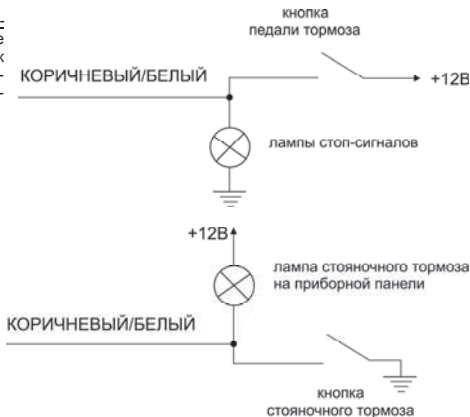 кнопка
педали тормоза
е
х
-
-
КОРИЧНЕВЫЙ/БЕЛЫЙ
+12В
лампы стоп-сигналов
+12В
лампа стояночного тормоза
на приборной панели
КОРИЧНЕВЫЙ/БЕЛЫЙ
кнопка
стояночного тормоза